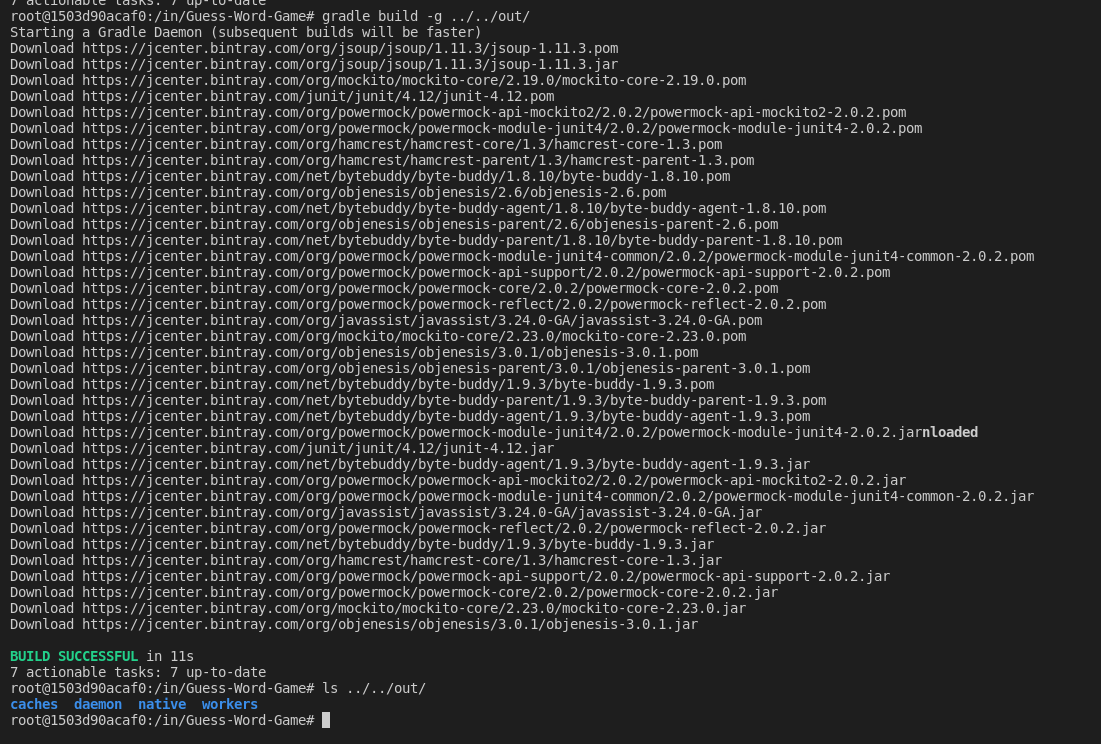 7 actionable tasks: 7 up-to-date
root@1503d90acaf0:/in/Guess-Word-Game# gradle build -g ../../out/
Starting a Gradle Daemon (subsequent builds will be faster)
Download https://jcenter.bintray.com/org/jsoup/jsoup/1.11.3/jsoup-1.11.3.pom
Download https://jcenter.bintray.com/org/jsoup/jsoup/1.11.3/jsoup-1.11.3.jar
Download https://jcenter.bintray.com/org/mockito/mockito-core/2.19.0/mockito-core-2.19.0.pom
Download https://jcenter.bintray.com/junit/junit/4.12/junit-4.12.pom
Download https://jcenter.bintray.com/org/powermock/powermock-api-mockito2/2.0.2/powermock-api-mockito2-2.0.2.pom
Download https://jcenter.bintray.com/org/powermock/powermock-module-junit4/2.0.2/powermock-module-junit4-2.0.2.pom
Download https://jcenter.bintray.com/org/hamcrest/hamcrest-core/1.3/hamcrest-core-1.3.pom
Download https://jcenter.bintray.com/org/hamcrest/hamcrest-parent/1.3/hamcrest-parent-1.3.pom
Download https://jcenter.bintray.com/net/bytebuddy/byte-buddy/1.8.10/byte-buddy-1.8.10.pom
Download https://jcenter.bintray.com/org/objenesis/objenesis/2.6/objenesis-2.6.pom
Download https://jcenter.bintray.com/net/bytebuddy/byte-buddy-agent/1.8.10/byte-buddy-agent-1.8.10.pom
Download https://jcenter.bintray.com/org/objenesis/objenesis-parent/2.6/objenesis-parent-2.6.pom
Download https://jcenter.bintray.com/net/bytebuddy/byte-buddy-parent/1.8.10/byte-buddy-parent-1.8.10.pom
Download https://jcenter.bintray.com/org/powermock/powermock-module-junit4-common/2.0.2/powermock-module-junit4-common-2.0.2.pom
Download https://jcenter.bintray.com/org/powermock/powermock-api-support/2.0.2/powermock-api-support-2.0.2.pom
Download https://jcenter.bintray.com/org/powermock/powermock-core/2.0.2/powermock-core-2.0.2.pom
Download https://jcenter.bintray.com/org/powermock/powermock-reflect/2.0.2/powermock-reflect-2.0.2.pom
Download https://jcenter.bintray.com/org/javassist/javassist/3.24.0-GA/javassist-3.24.0-GA.pom
Download https://jcenter.bintray.com/org/mockito/mockito-core/2.23.0/mockito-core-2.23.0.pom
Download https://jcenter.bintray.com/org/objenesis/objenesis/3.0.1/objenesis-3.0.1.pom
Download https://jcenter.bintray.com/org/objenesis/objenesis-parent/3.0.1/objenesis-parent-3.0.1.pom
Download https://jcenter.bintray.com/net/bytebuddy/byte-buddy/1.9.3/byte-buddy-1.9.3.pom
Download https://jcenter.bintray.com/net/bytebuddy/byte-buddy-parent/1.9.3/byte-buddy-parent-1.9.3.pom
Download https://jcenter.bintray.com/net/bytebuddy/byte-buddy-agent/1.9.3/byte-buddy-agent-1.9.3.pom
Download https://jcenter.bintray.com/org/powermock/powermock-module-junit4/2.0.2/powermock-module-junit4-2.0.2.jarnloaded
Download https://jcenter.bintray.com/junit/junit/4.12/junit-4.12.jar
Download https://jcenter.bintray.com/net/bytebuddy/byte-buddy-agent/1.9.3/byte-buddy-agent-1.9.3.jar
Download https://jcenter.bintray.com/org/powermock/powermock-api-mockito2/2.0.2/powermock-api-mockito2-2.0.2.jar
Download https://jcenter.bintray.com/org/powermock/powermock-module-junit4-common/2.0.2/powermock-module-junit4-common-2.0.2.jar
Download https://jcenter.bintray.com/org/javassist/javassist/3.24.0-GA/javassist-3.24.0-GA.jar
Download https://jcenter.bintray.com/org/powermock/powermock-reflect/2.0.2/powermock-reflect-2.0.2.jar
Download https://jcenter.bintray.com/net/bytebuddy/byte-buddy/1.9.3/byte-buddy-1.9.3.jar
Download https://jcenter.bintray.com/org/hamcrest/hamcrest-core/1.3/hamcrest-core-1.3.jar
Download https://jcenter.bintray.com/org/powermock/powermock-api-support/2.0.2/powermock-api-support-2.0.2.jar
Download https://jcenter.bintray.com/org/powermock/powermock-core/2.0.2/powermock-core-2.0.2.jar
Download https://jcenter.bintray.com/org/mockito/mockito-core/2.23.0/mockito-core-2.23.0.jar
Download https://jcenter.bintray.com/org/objenesis/objenesis/3.0.1/objenesis-3.0.1.jar
BUILD SUCCESSFUL in 11s
7 actionable tasks: 7 up-to-date
root@1503d90acaf0:/in/Guess-Word-Game# ls ../../out/
caches daemon native workers
root@1503d90acaf0:/in/Guess-Word-Game#